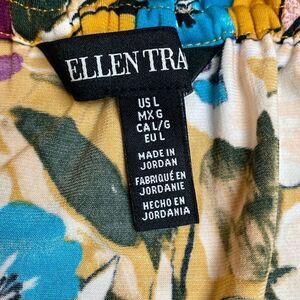 ELLEN TRA
US L
MX G
CA L/G
EU L
MADE IN
JORDAN
FABRIQUÉ EN
JORDANIE
HECHO EN
JORDANIA